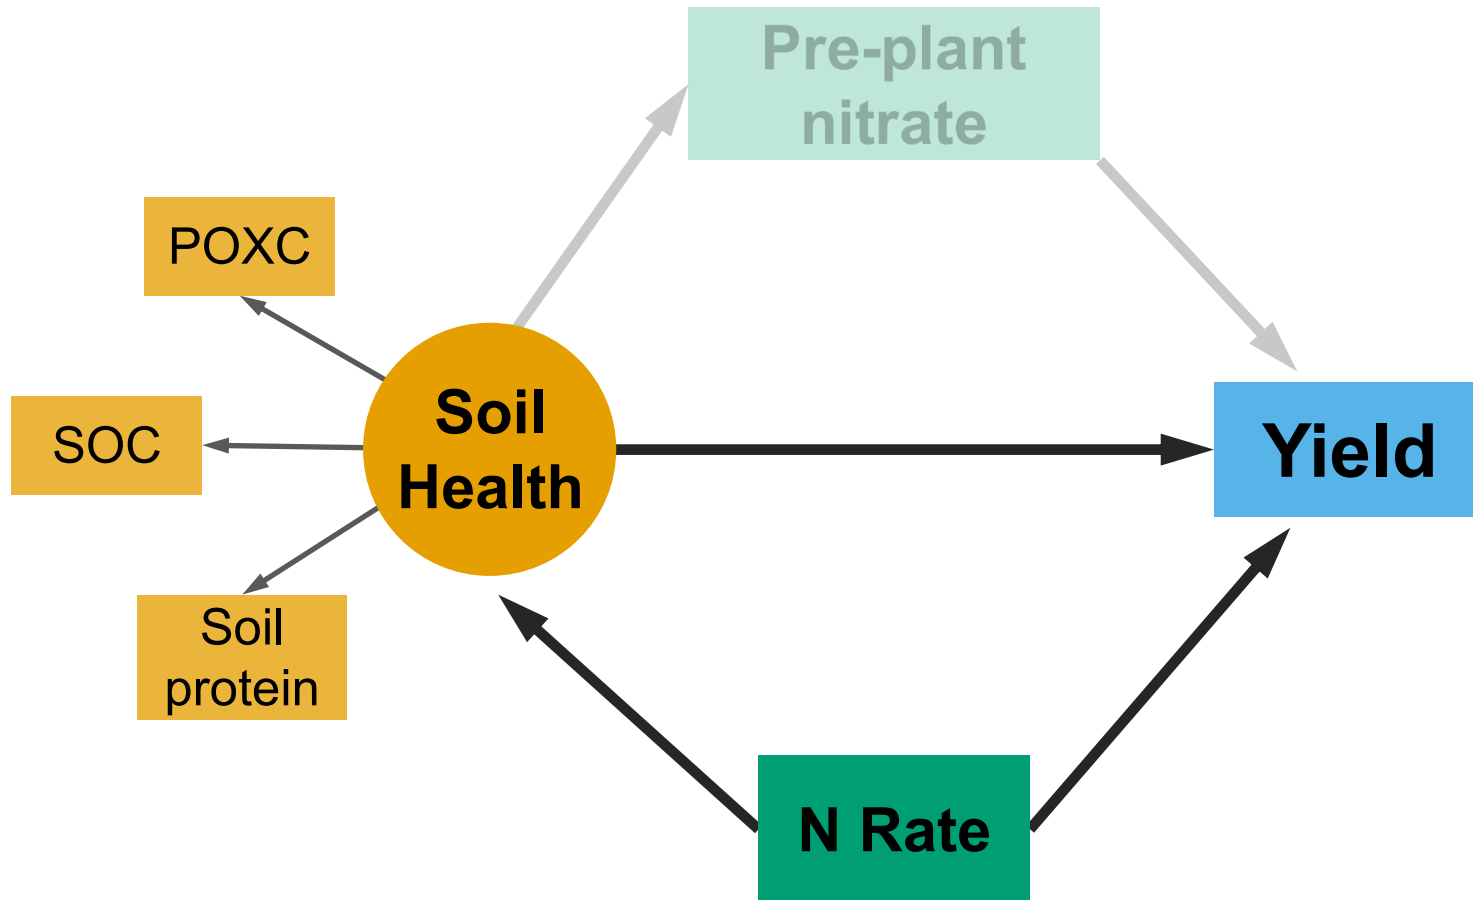 Pre-plant
nitrate
POXC
SOC
Soil
Health
Yield
Soil
protein
N Rate